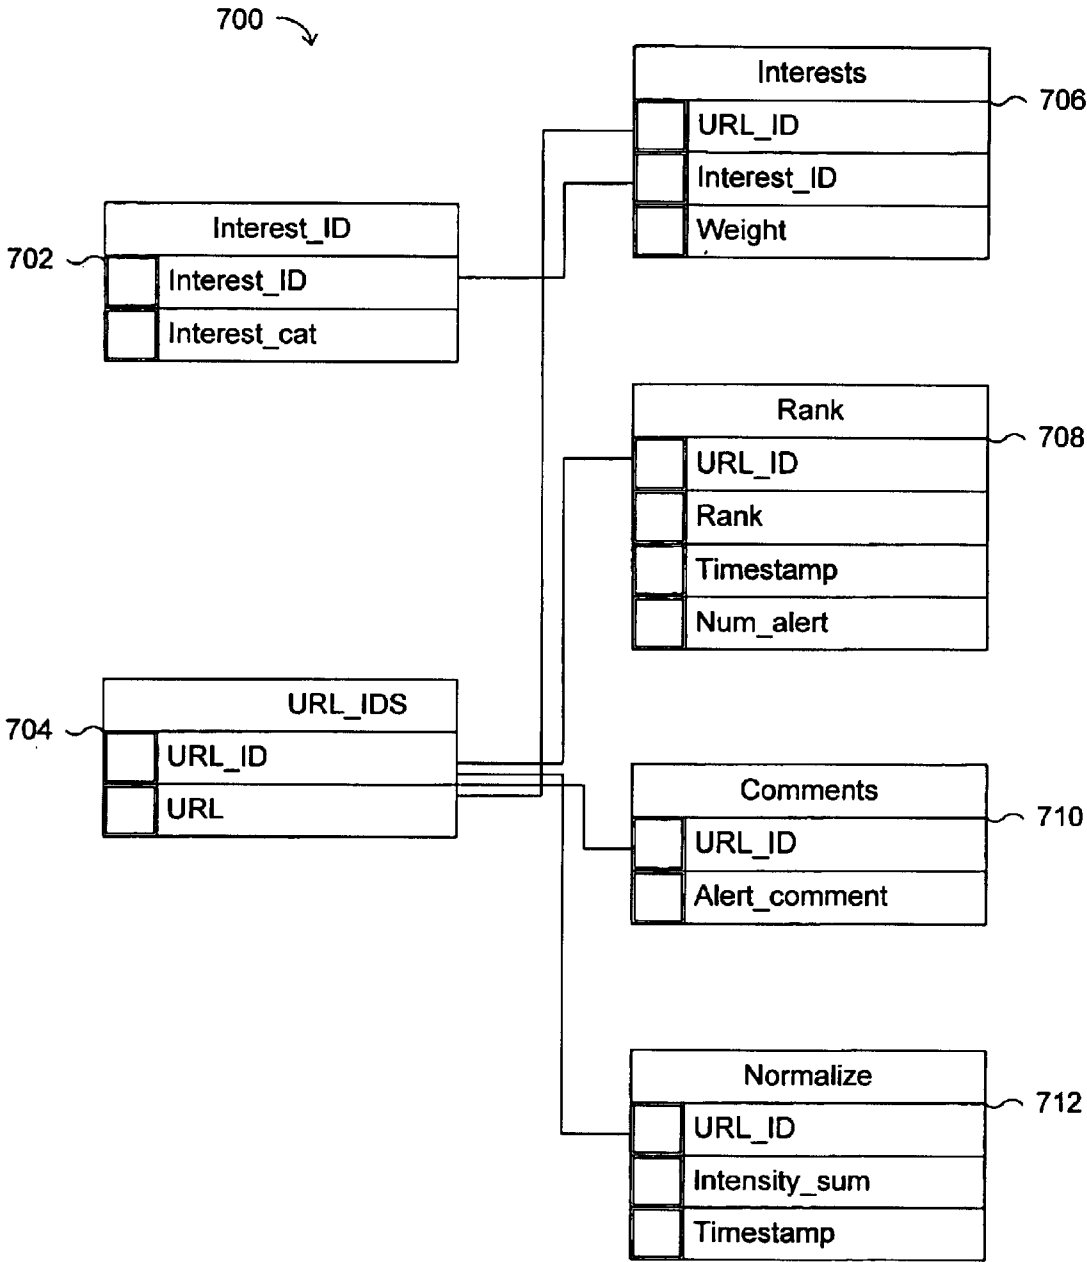 700
Interests
706
URL_ID
Interest_ID
Weight
Interest_ID
702
Interest_ID
Interest_cat
Rank
708
URL_ID
Rank
Timestamp
Num_alert
URL_IDS
704
URL_ID
URL
Comments
710
URL_ID
Alert_comment
Normalize
712
URL_ID
Intensity_sum
Timestamp